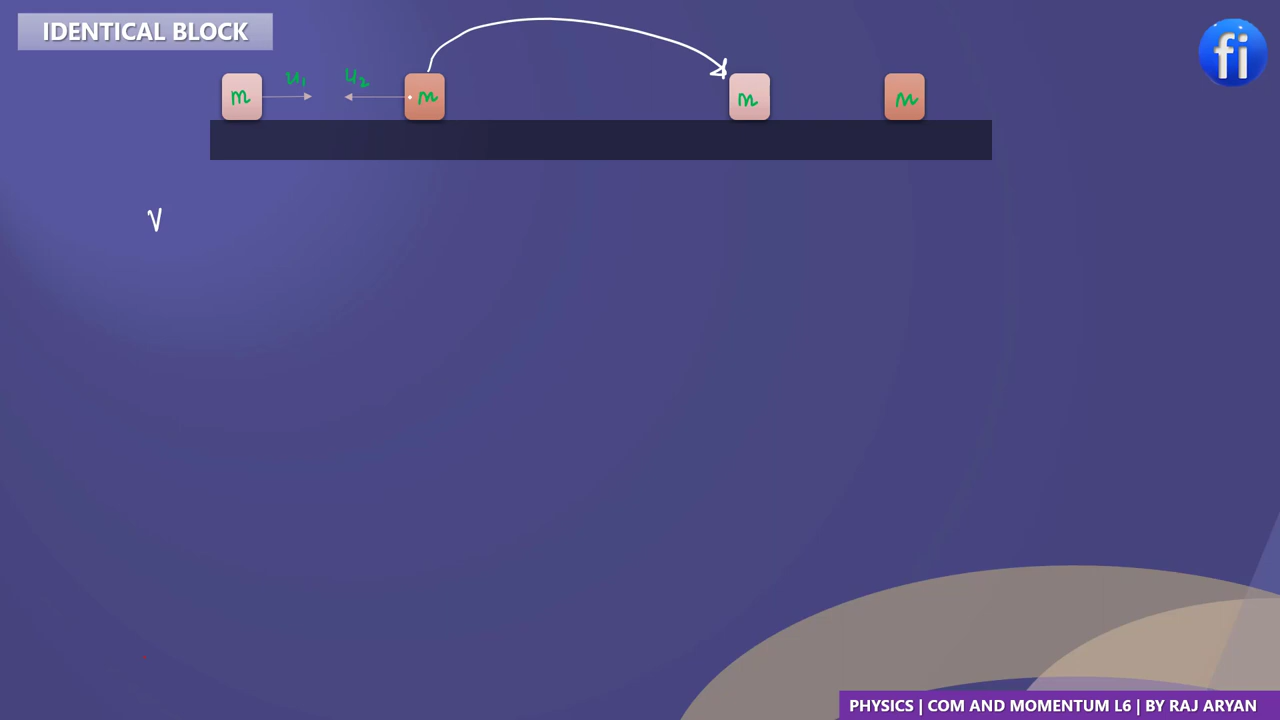 IDENTICAL BLOCK
fi
m u₁ u₂ m m m
v
PHYSICS | COM AND MOMENTUM L6 | BY RAJ ARYAN